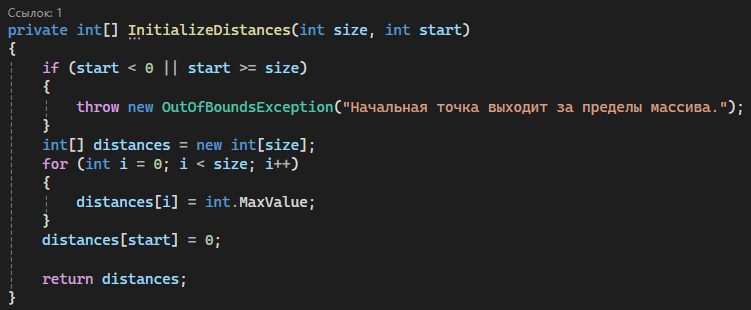 Ссылок: 1
private int[] InitializeDistances(int size, int start)
{
    if (start < 0 || start >= size)
    {
        throw new OutOfBoundsException("Начальная точка выходит за пределы массива.");
    }
    int[] distances = new int[size];
    for (int i = 0; i < size; i++)
    {
        distances[i] = int.MaxValue;
    }
    distances[start] = 0;

    return distances;
}